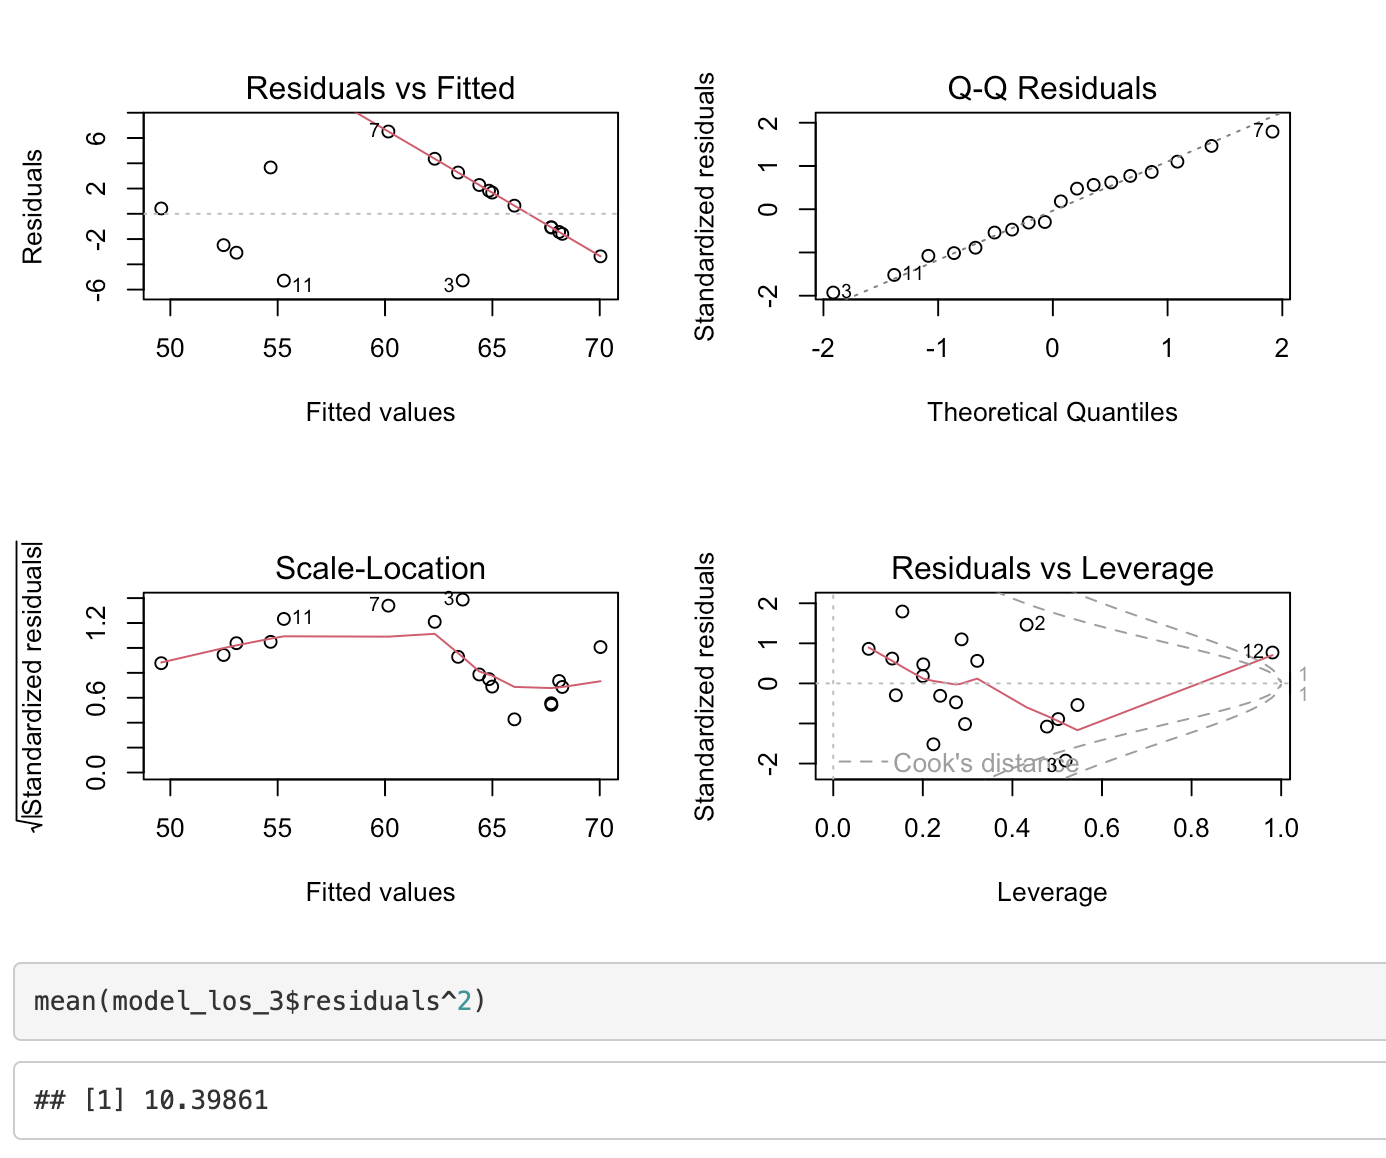 Residuals vs Fitted
Residuals
6
2
-2
-6
7
11
3
50 55 60 65 70
Fitted values
Q-Q Residuals
Standardized residuals
2
1
0
-2
7
11
3
-2 -1 0 1 2
Theoretical Quantiles
Scale-Location
√|Standardized residuals|
1.2
0.6
0.0
11
7
3
50 55 60 65 70
Fitted values
Residuals vs Leverage
Standardized residuals
2
1
0
-2
2
12
1
1
Cook's distance
3
0.0 0.2 0.4 0.6 0.8 1.0
Leverage
mean(model_los_3$residuals^2)
## [1] 10.39861